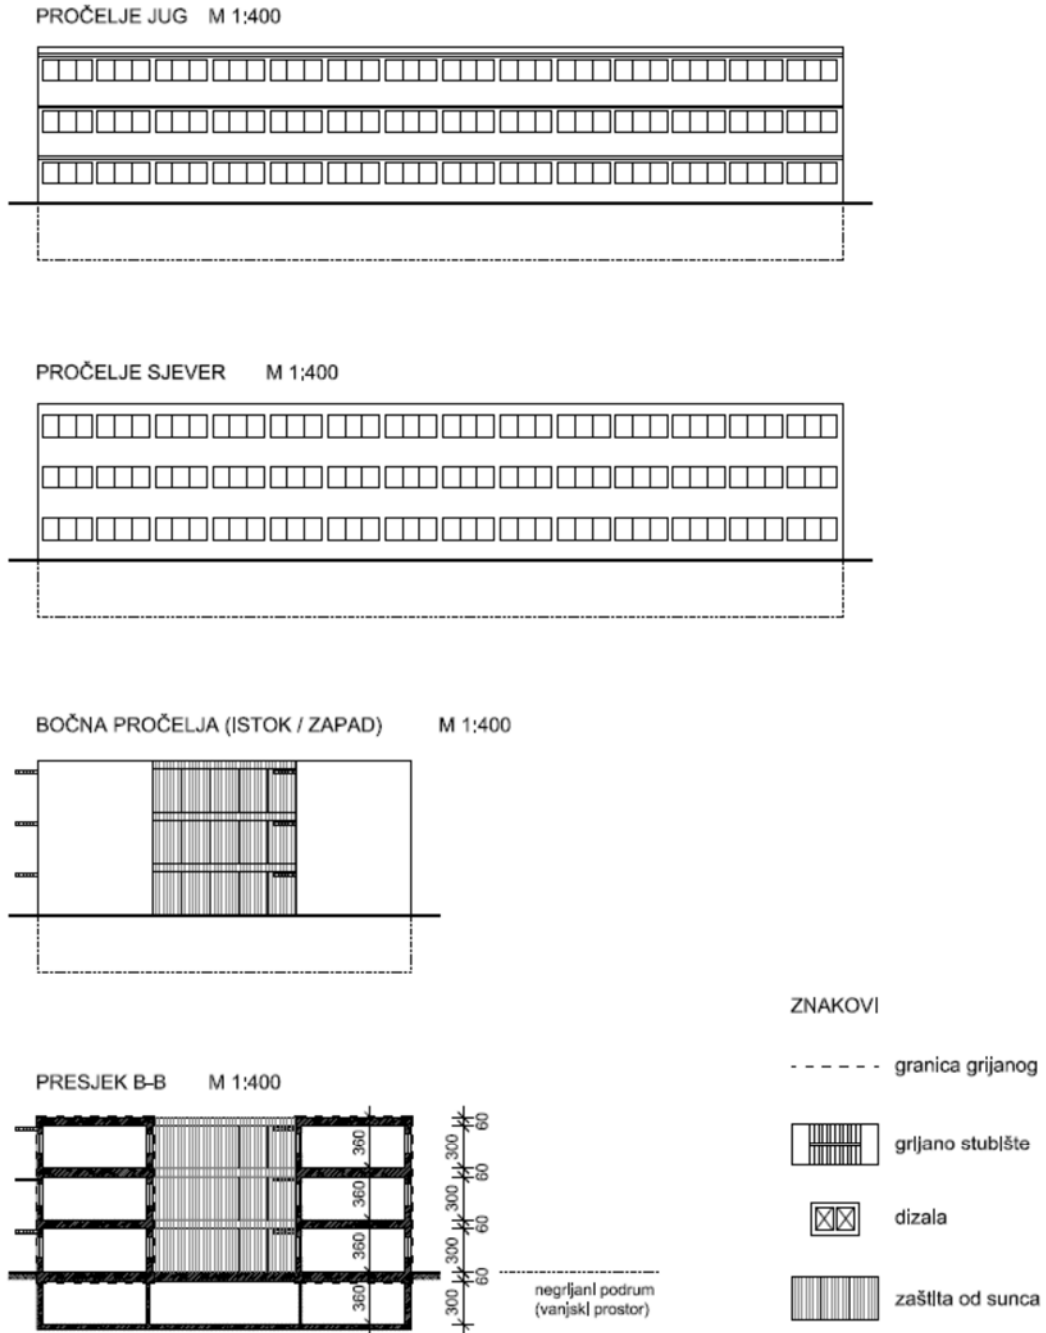 PROČELJE JUG M 1:400
PROČELJE SJEVER M 1:400
BOČNA PROČELJA (ISTOK / ZAPAD) M 1:400
ZNAKOVI
granica grijanog
grijano stubište
dizala
zaštita od sunca
PRESJEK B-B M 1:400
360
360
360
360
60
300
60
300
60
300
60
300
negrijani podrum
(vanjski prostor)